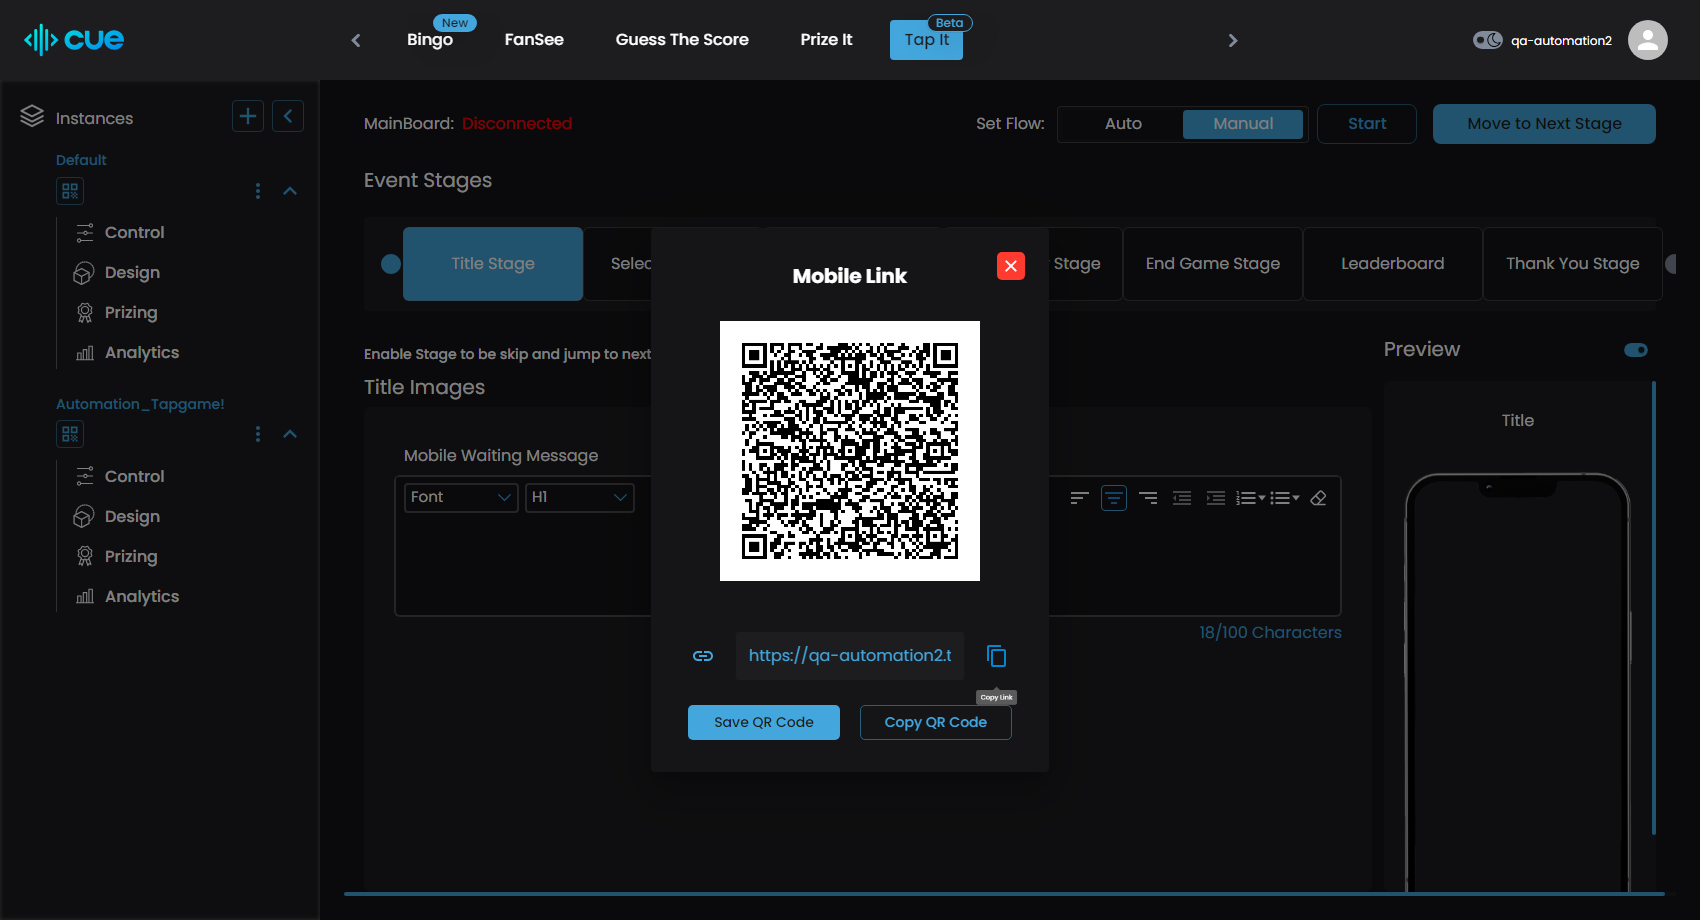 cue
New
Bingo
FanSee
Guess The Score
Prize It
Beta
Tap It
qa-automation2
Instances
Default
Control
Design
Prizing
Analytics
Automation_Tapgame!
Control
Design
Prizing
Analytics
MainBoard: Disconnected
Set Flow:
Auto
Manual
Start
Move to Next Stage
Event Stages
Title Stage
Selec
Stage
End Game Stage
Leaderboard
Thank You Stage
Enable Stage to be skip and jump to next
Title Images
Mobile Waiting Message
Font
H1
18/100 Characters
Preview
Title
Mobile Link
https://qa-automation2.t
Copy Link
Save QR Code
Copy QR Code